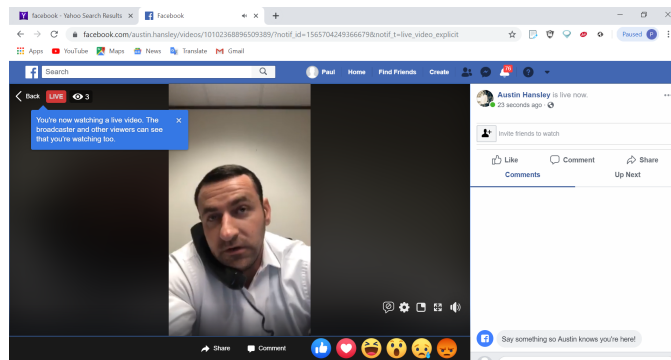 facebook - Yahoo Search Results
Facebook
facebook.com/austin.hansley/videos/10102368896509389/?notif_id=1565704249366679&notif_t=live_video_explicit
Paused
P
Apps
YouTube
Maps
News
Translate
Gmail
Search
Paul
Home
Find Friends
Create
76
Back
LIVE
3
You're now watching a live video. The
broadcaster and other viewers can see
that you're watching too.
Austin Hansley is live now.
23 seconds ago ·
Invite friends to watch
Like
Comment
Share
Comments
Up Next
Say something so Austin knows you're here!
Share
Comment